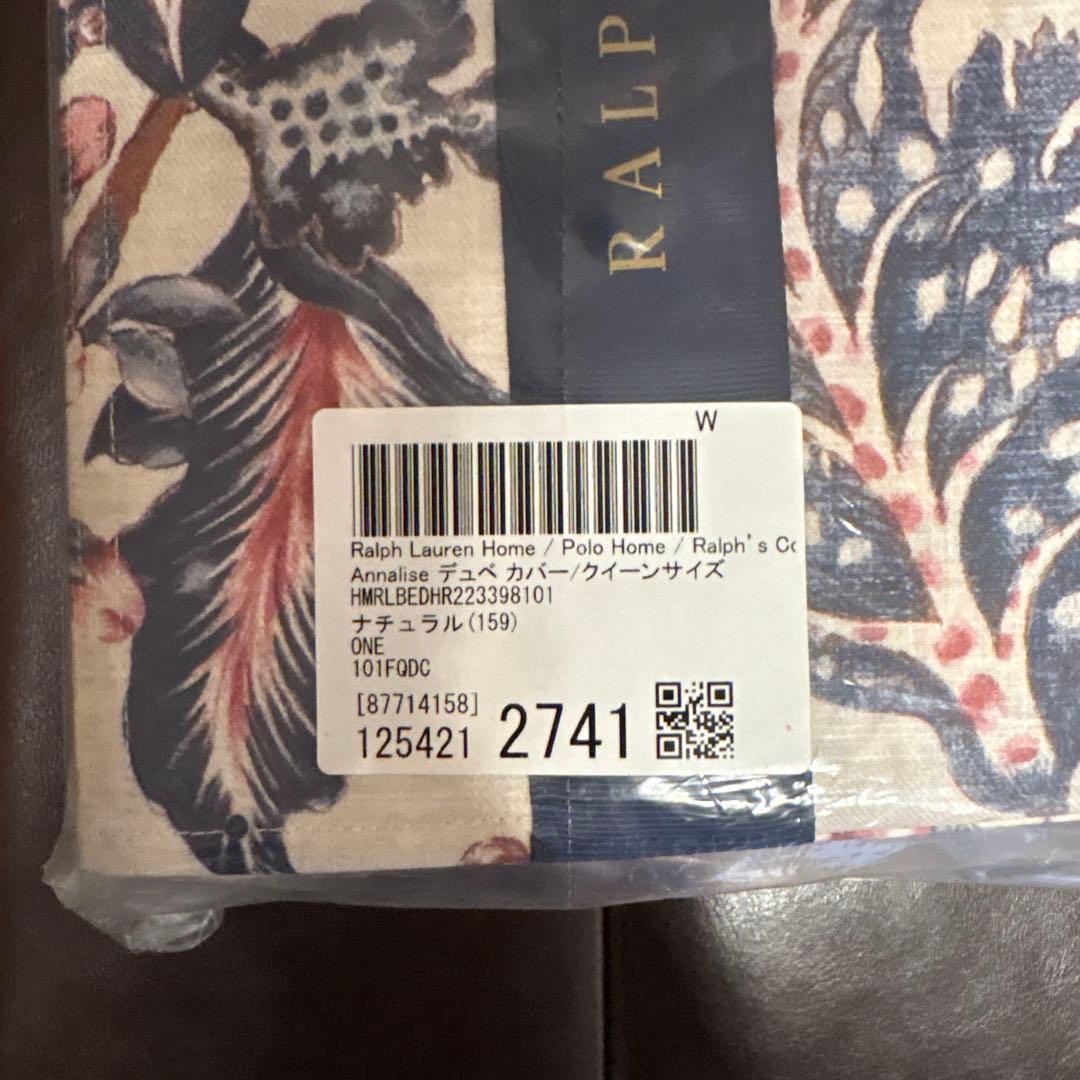 RALP
W
Ralph Lauren Home / Polo Home / Ralph's Co
Annalise デュベ カバー/クイーンサイズ
HMRLBEDHR223398101
ナチュラル(159)
ONE
101FQDC
[87714158]
125421 2741